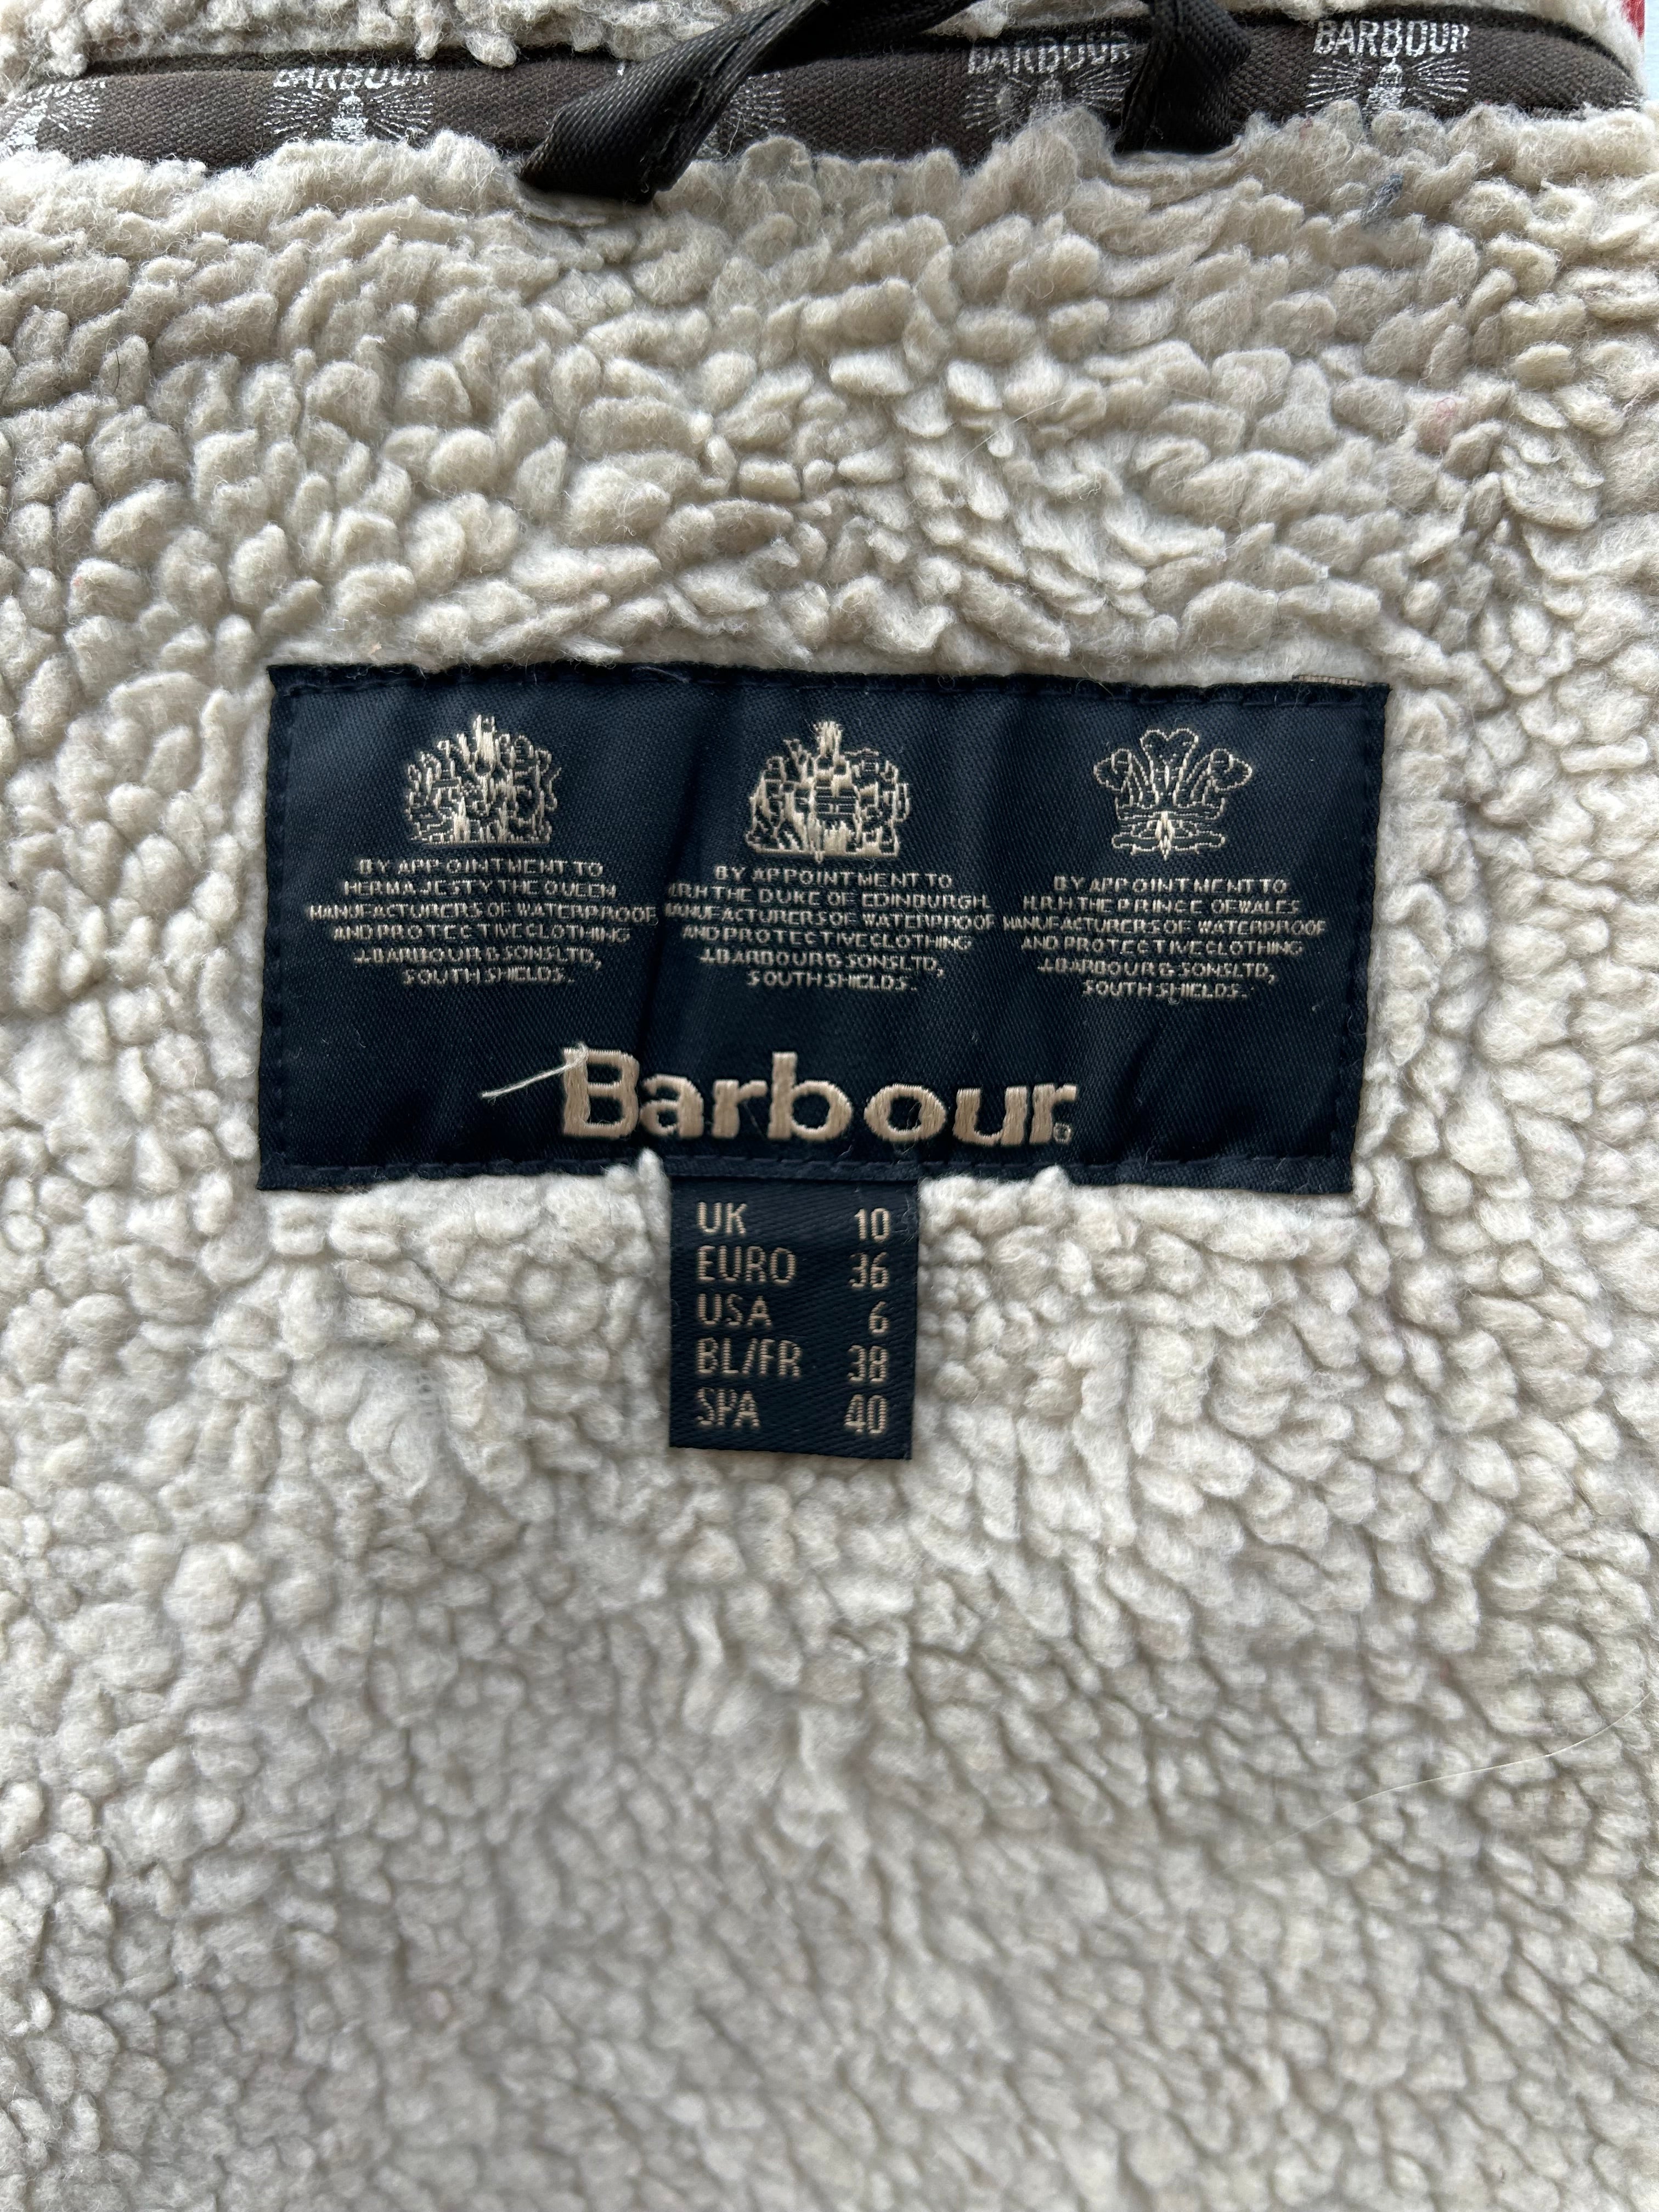 BARBOUR
BARBOUR
BARBOUR
BY APPOINTMENT TO
HER MAJESTY THE QUEEN
MANUFACTURERS OF WATERPROOF
AND PROTECTIVE CLOTHING
J.BARBOUR & SONS LTD,
SOUTH SHIELDS.
BY APPOINTMENT TO
H.R.H THE DUKE OF EDINBURGH
MANUFACTURERS OF WATERPROOF
AND PROTECTIVE CLOTHING
J.BARBOUR & SONS LTD,
SOUTH SHIELDS.
BY APPOINTMENT TO
H.R.H THE PRINCE OF WALES
MANUFACTURERS OF WATERPROOF
AND PROTECTIVE CLOTHING
J.BARBOUR & SONS LTD,
SOUTH SHIELDS.
Barbour
UK 10
EURO 36
USA 6
BL/FR 38
SPA 40